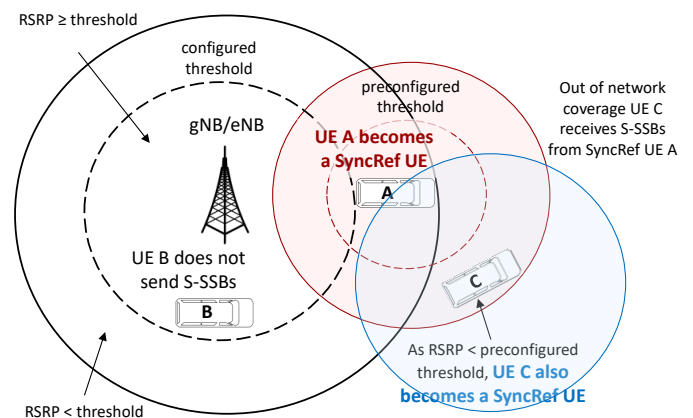 RSRP ≥ threshold
configured
threshold
gNB/eNB
preconfigured
threshold
UE A becomes
a SyncRef UE
Out of network
coverage UE C
receives S-SSBs
from SyncRef UE A
A
UE B does not
send S-SSBs
B
C
As RSRP < preconfigured
threshold, UE C also
becomes a SyncRef UE
RSRP < threshold